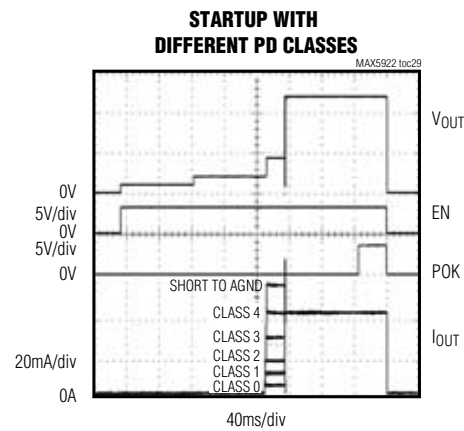 STARTUP WITH
DIFFERENT PD CLASSES
MAX5922 toc29
VOUT
0V
5V/div
EN
0V
5V/div
0V
POK
SHORT TO AGND
CLASS 4
CLASS 3
IOUT
CLASS 2
20mA/div
CLASS 1
CLASS 0
0A
40ms/div